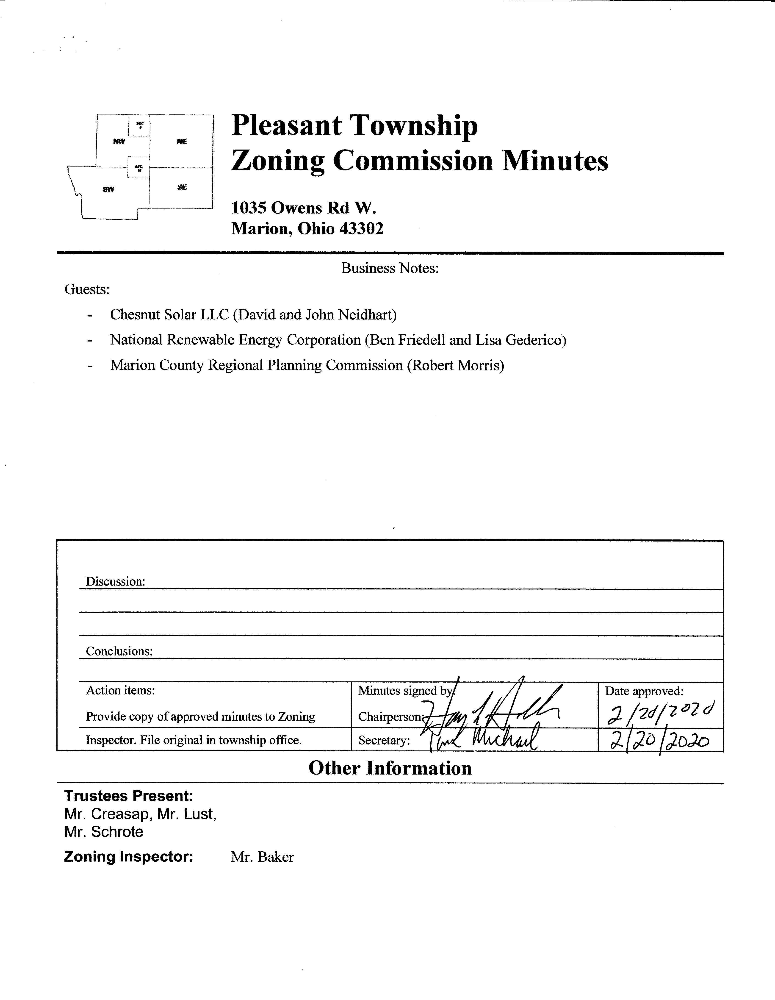 SEC
4
NW
NE
SEC
SW
SE
Pleasant Township
Zoning Commission Minutes
1035 Owens Rd W.
Marion, Ohio 43302
Business Notes:
Guests:
- Chesnut Solar LLC (David and John Neidhart)
- National Renewable Energy Corporation (Ben Friedell and Lisa Gederico)
- Marion County Regional Planning Commission (Robert Morris)
Discussion:
Conclusions:
Action items:
Minutes signed by:
Date approved:
Provide copy of approved minutes to Zoning
Chairperson:
2/20/2020
Inspector. File original in township office.
Secretary: Michael
2/20/2020
Other Information
Trustees Present:
Mr. Creasap, Mr. Lust,
Mr. Schrote
Zoning Inspector: Mr. Baker